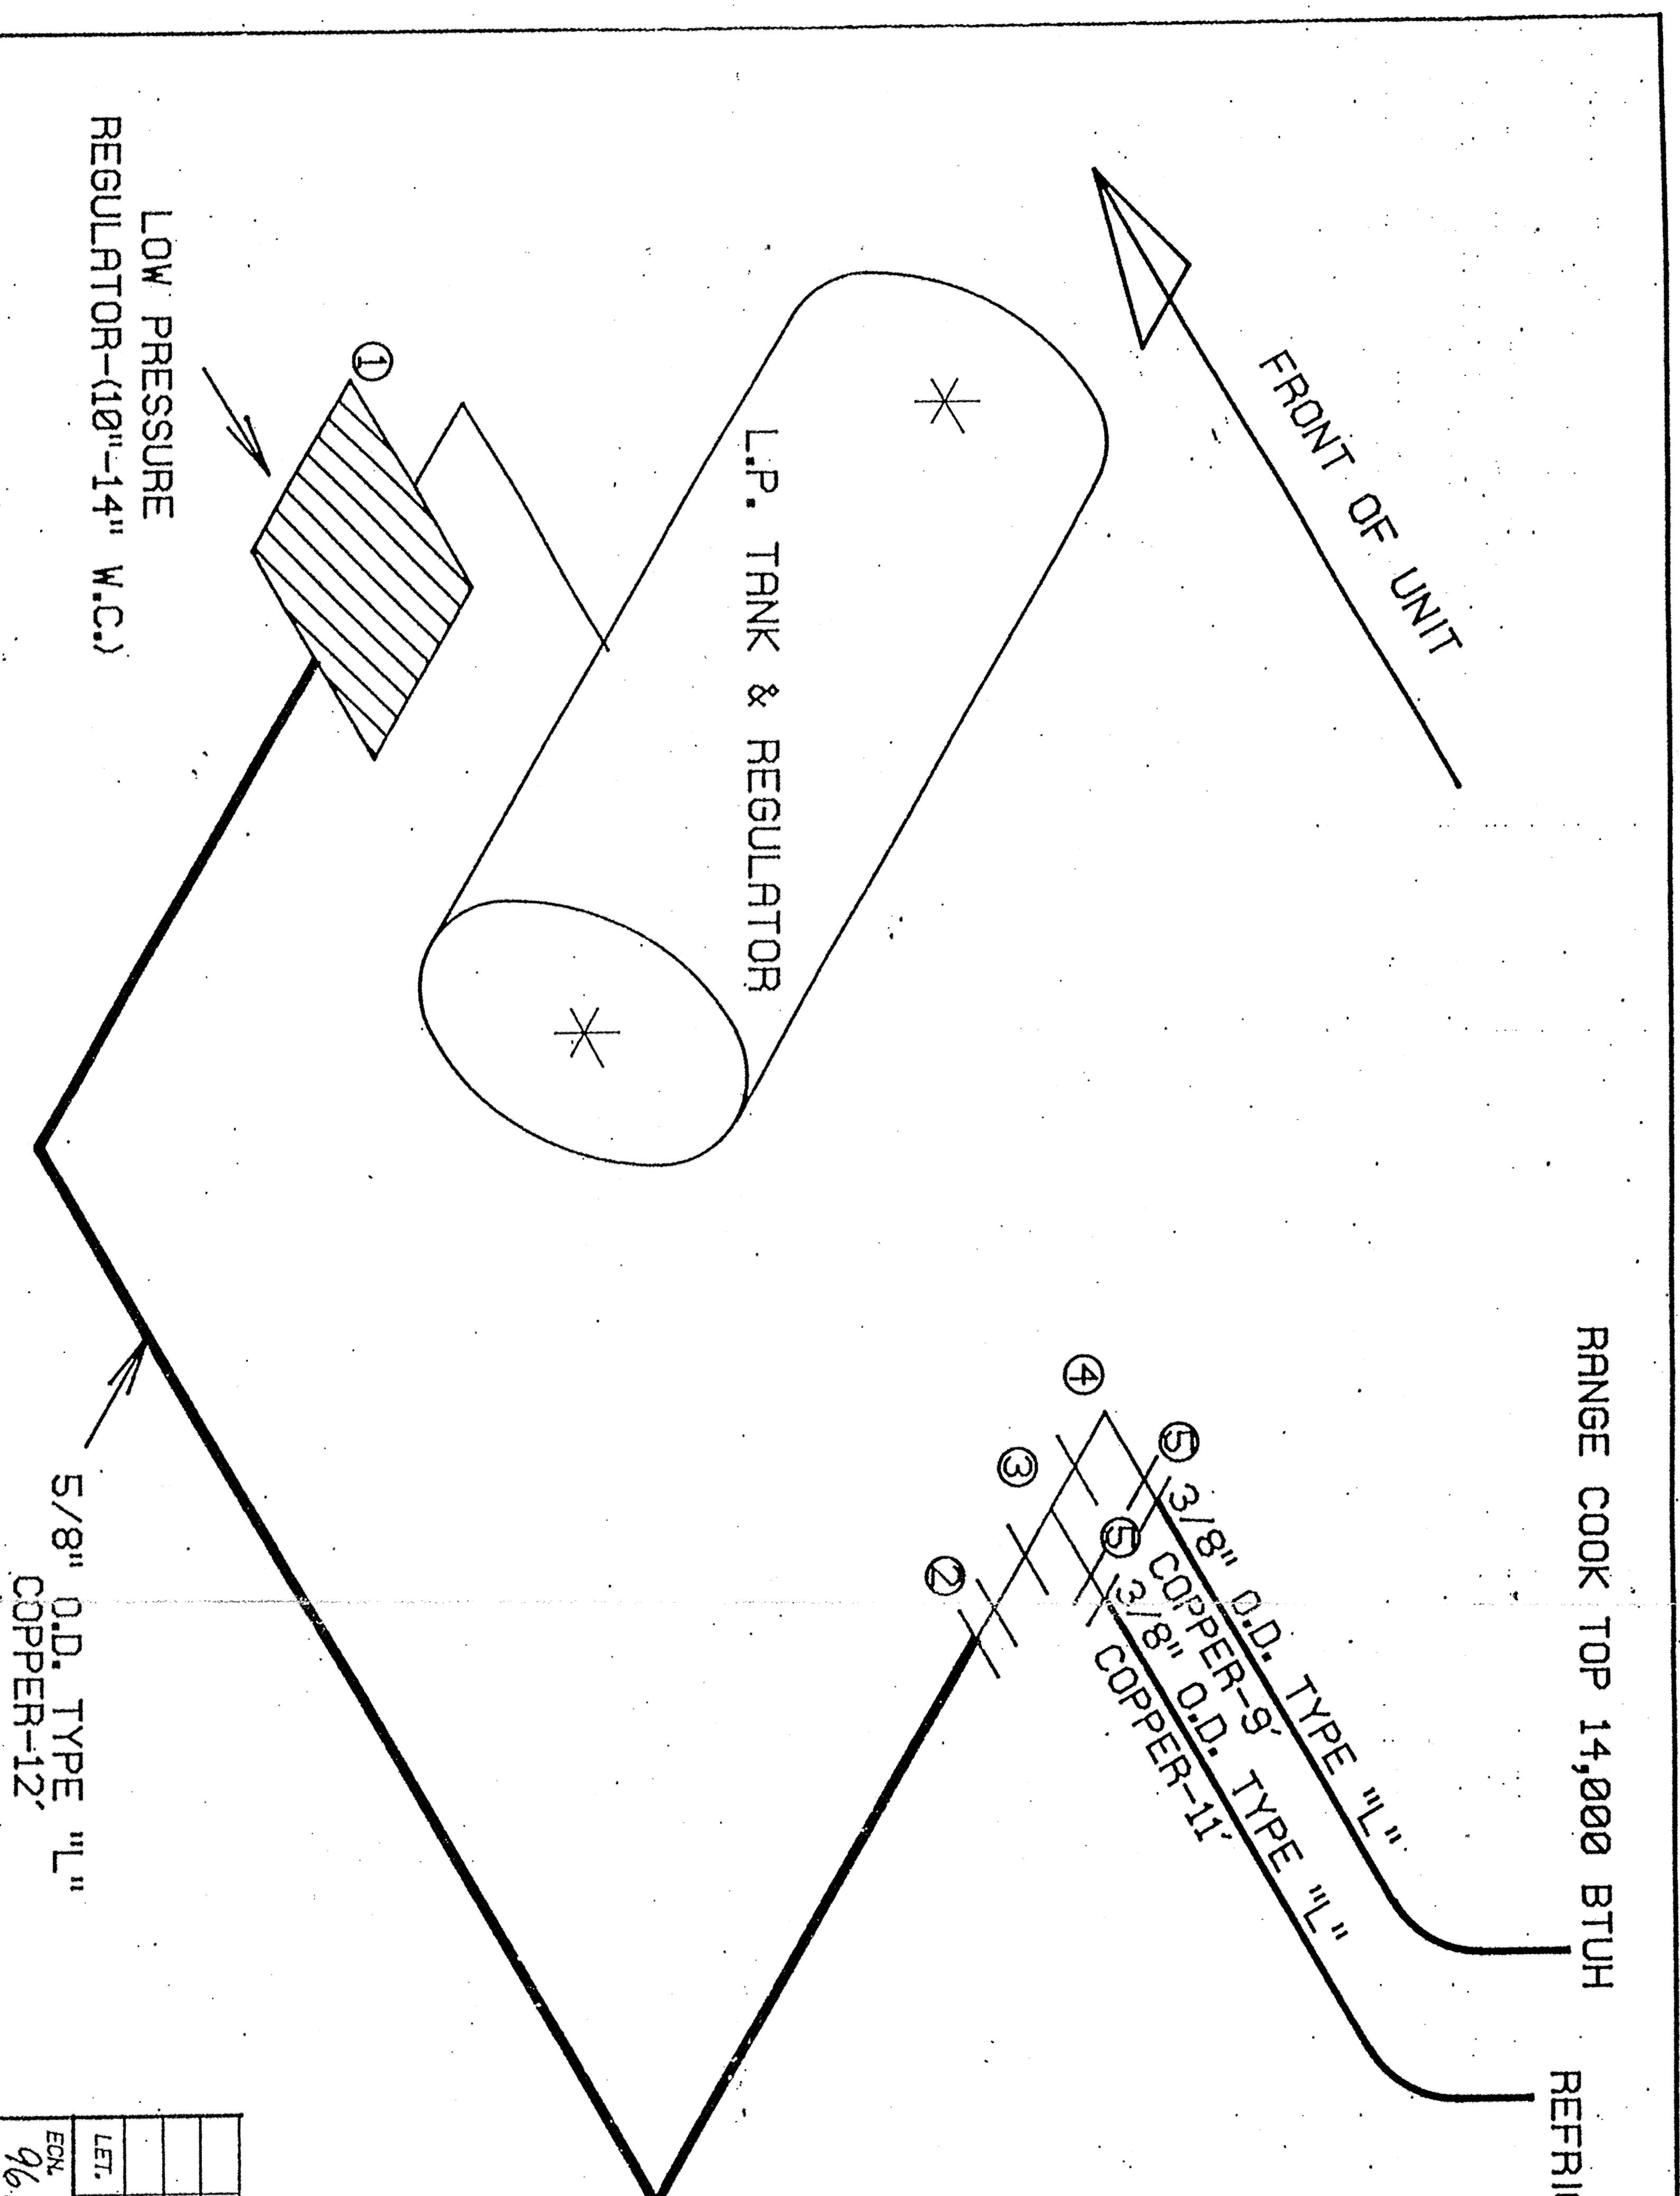 RANGE COOK TOP 14,000 BTUH
FRONT OF UNIT
L.P. TANK & REGULATOR
1
LOW PRESSURE
REGULATOR-(10"-14" W.C.)
4
5
3/8" O.D. TYPE "L"
COPPER-9'
3
5
3/8" O.D. TYPE "L"
COPPER-11'
2
5/8" O.D. TYPE "L"
COPPER-12'
LET.
ECN.